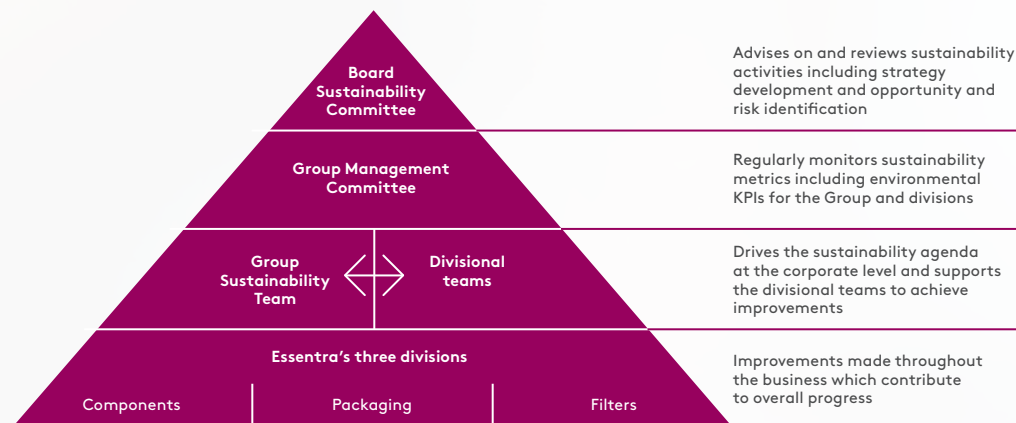 Board
Sustainability
Committee
Advises on and reviews sustainability
activities including strategy
development and opportunity and
risk identification
Group Management
Committee
Regularly monitors sustainability
metrics including environmental
KPIs for the Group and divisions
Group
Sustainability
Team
Divisional
teams
Drives the sustainability agenda
at the corporate level and supports
the divisional teams to achieve
improvements
Essentra’s three divisions
Components
Packaging
Filters
Improvements made throughout
the business which contribute
to overall progress